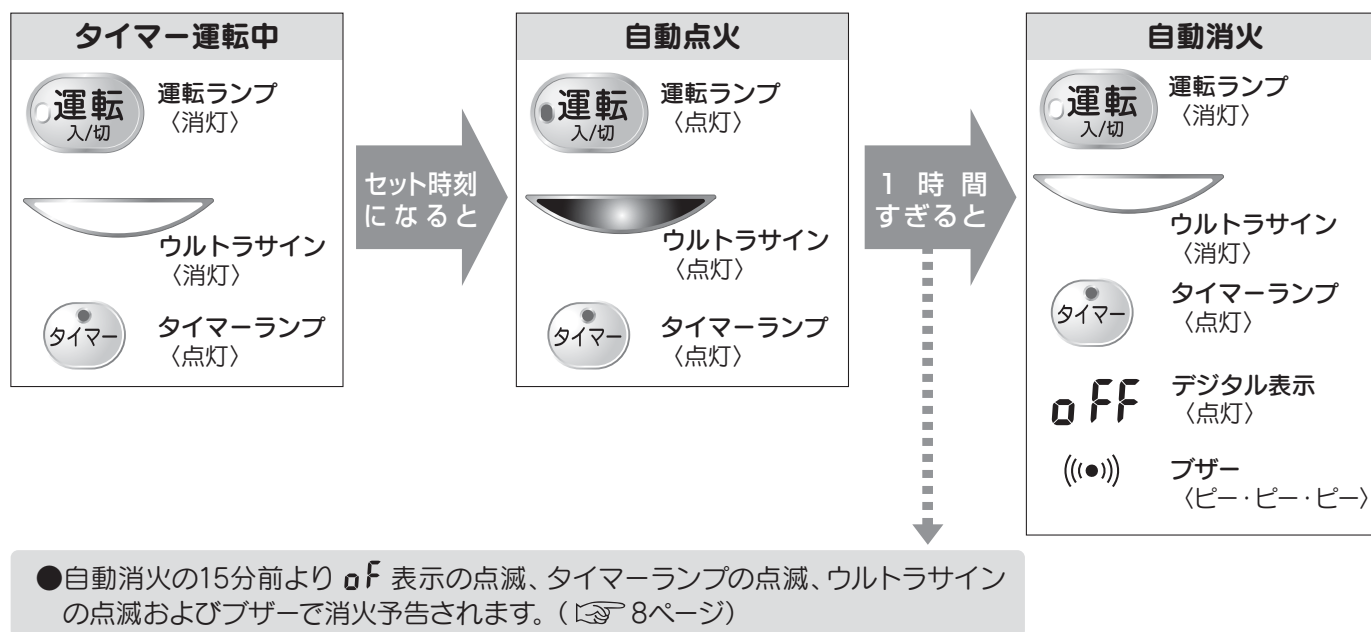 タイマー運転中
運転
入/切
運転ランプ
〈消灯〉
ウルトラサイン
〈消灯〉
タイマー
タイマーランプ
〈点灯〉
セット時刻
になると
自動点火
運転
入/切
運転ランプ
〈点灯〉
ウルトラサイン
〈点灯〉
タイマー
タイマーランプ
〈点灯〉
1時間
すぎると
自動消火
運転
入/切
運転ランプ
〈消灯〉
ウルトラサイン
〈消灯〉
タイマー
タイマーランプ
〈点灯〉
oFF
デジタル表示
〈点灯〉
ブザー
〈ピー・ピー・ピー〉
●自動消火の15分前より oF 表示の点滅、タイマーランプの点滅、ウルトラサイン
の点滅およびブザーで消火予告されます。(☞8ページ)